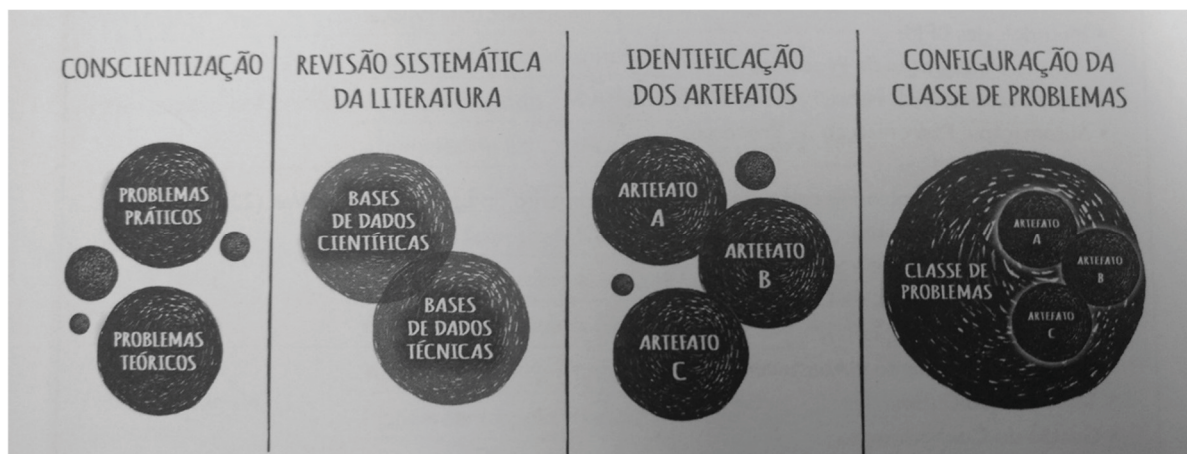 CONSCIENTIZAÇÃO
PROBLEMAS
PRÁTICOS
PROBLEMAS
TEÓRICOS
REVISÃO SISTEMÁTICA
DA LITERATURA
BASES
DE DADOS
CIENTÍFICAS
BASES
DE DADOS
TÉCNICAS
IDENTIFICAÇÃO
DOS ARTEFATOS
ARTEFATO
A
ARTEFATO
B
ARTEFATO
C
CONFIGURAÇÃO DA
CLASSE DE PROBLEMAS
CLASSE DE
PROBLEMAS
ARTEFATO
A
ARTEFATO
B
ARTEFATO
C